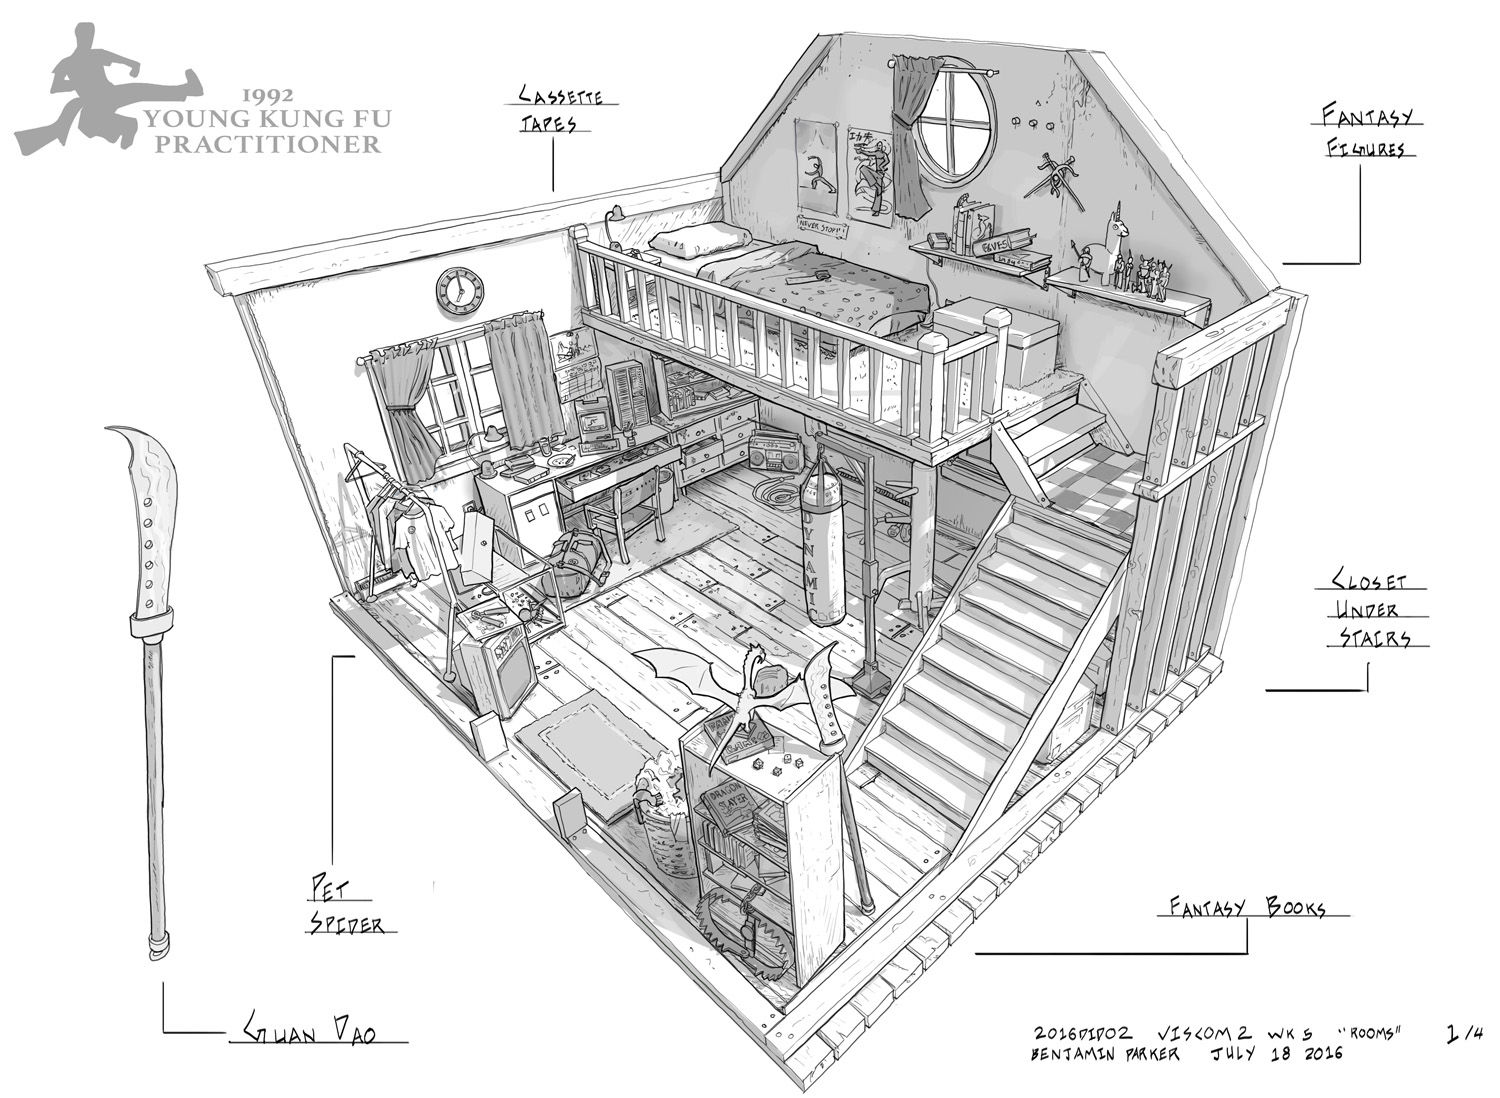 1992
YOUNG KUNG FU
PRACTITIONER
CASSETTE
TAPES
FANTASY
FIGURES
NEVER STOP!!
ELVES
DYNAM
CLOSET
UNDER
STAIRS
DRAGON
SLAYER
PET
SPIDER
FANTASY BOOKS
GUAN DAO
2016DID02 VISCOM 2 WK 5 "ROOMS" 1/4
BENJAMIN PARKER JULY 18 2016